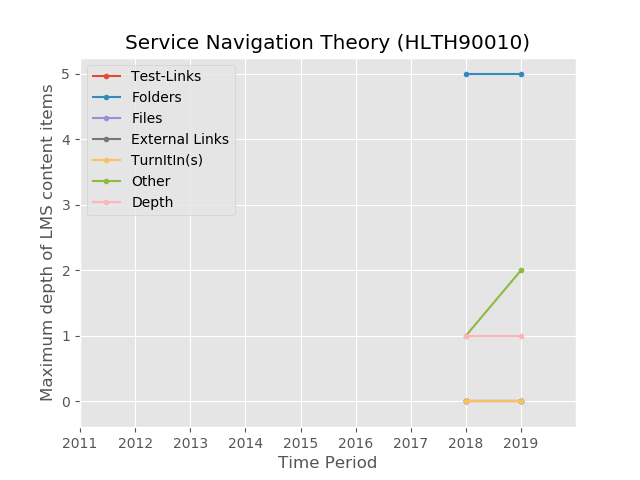 Service Navigation Theory (HLTH90010)
Maximum depth of LMS content items
5
4
3
2
1
0
Test-Links
Folders
Files
External Links
TurnItIn(s)
Other
Depth
2011 2012 2013 2014 2015 2016 2017 2018 2019
Time Period